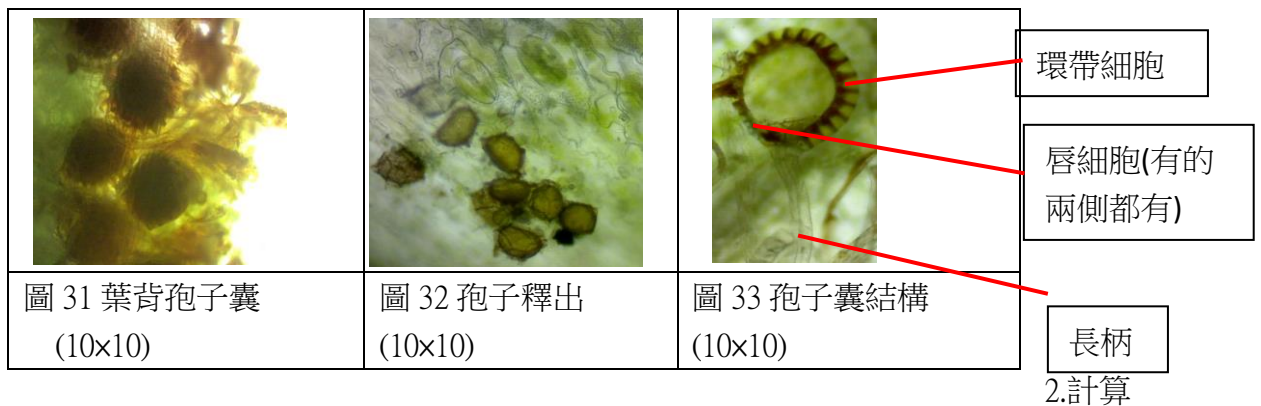 環帶細胞
唇細胞(有的
兩側都有)
圖 31 葉背孢子囊
(10×10)
圖 32 孢子釋出
(10×10)
圖 33 孢子囊結構
(10×10)
長柄
2.計算